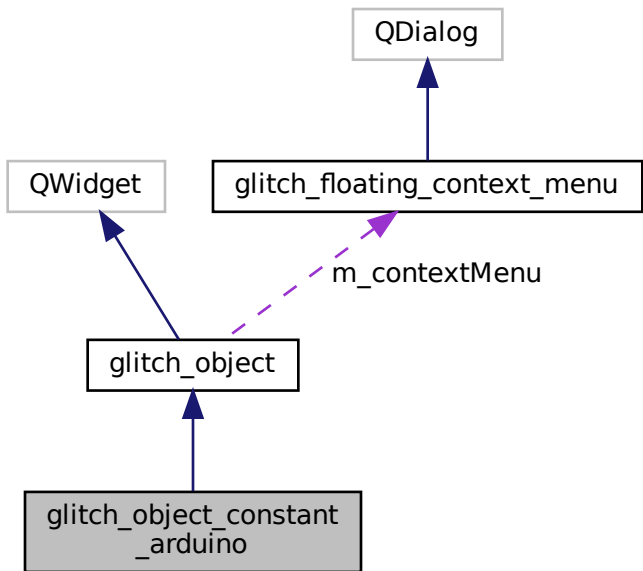 QDialog
QWidget
glitch_floating_context_menu
m_contextMenu
glitch_object
glitch_object_constant
_arduino